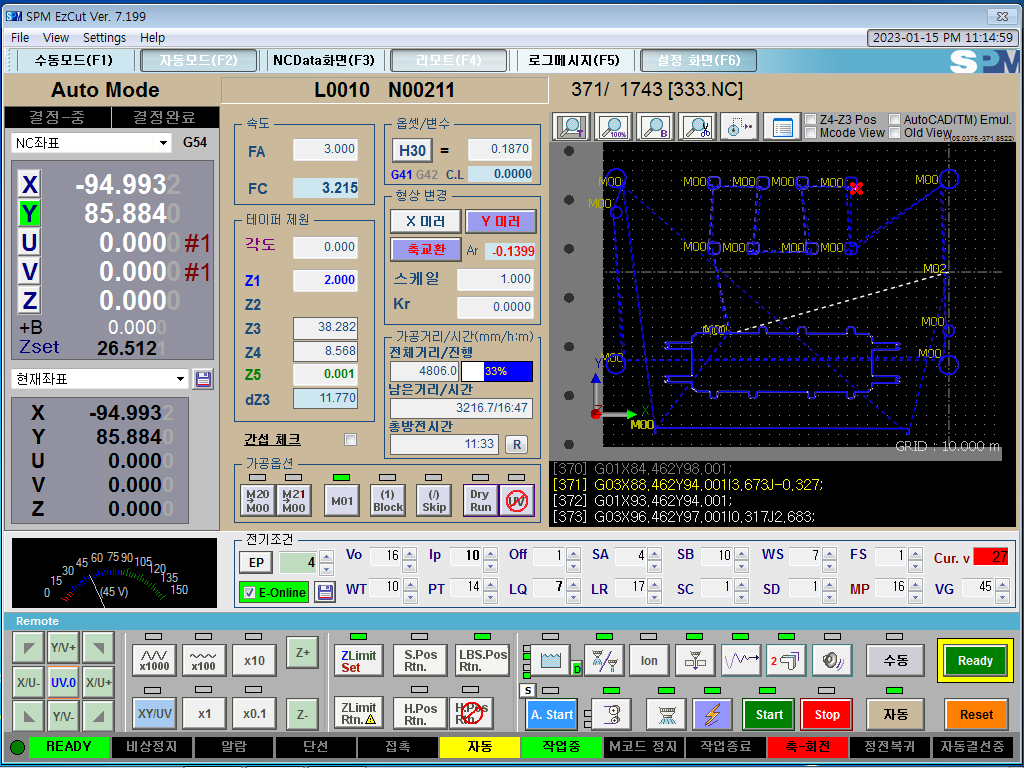 SPM EzCut Ver. 7.199
File View Settings Help
2023-01-15 PM 11:14:59
수동모드(F1) 자동모드(F2) NCData화면(F3) 리모트(F4) 로그메시지(F5) 설정 화면(F6) SPM
Auto Mode L0010 N00211 371/ 1743 [333.NC]
결정-중 결정완료
NC좌표 G54
X -94.9932
Y 85.8840
U 0.0000 #1
V 0.0000 #1
Z 0.0000
+B 0.0000
Zset 26.5121
현재좌표
X -94.9932
Y 85.8840
U 0.0000
V 0.0000
Z 0.0000
속도
FA 3.000
FC 3.215
테이퍼 제원
각도 0.000
Z1 2.000
Z2
Z3 38.282
Z4 8.568
Z5 0.001
dZ3 11.770
간섭 체크
옵셋/변수
H30 = 0.1870
G41 G42 C.L 0.0000
형상 변경
X 미러 Y 미러
축교환 Ar -0.1399
스케일 1.000
Kr 0.0000
가공거리/시간(mm/h:m)
전체거리/진행
4806.0 33%
남은거리/시간
3216.7/16:47
총방전시간
11:33 R
가공옵션
M20 M00 M21 M00 M01 (1) Block (/) Skip Dry Run UV
T 100% B
Z4-Z3 Pos AutoCAD(TM) Emul.
Mcode View Old View
M00 M00 M00 M00 M00 M00
M00
M00 M00 M00 M00
M02
M00 M00
M00 M00
Y
X
M00
GRID : 10.000 m
[370] G01X84,462Y98,001;
[371] G03X88,462Y94,001I3,673J-0,327;
[372] G01X93,462Y94,001;
[373] G03X96,462Y97,001I0,317J2,683;
0 15 30 45 60 75 90 105 120 135 150
(45 V)
전기조건
EP 4 Vo 16 Ip 10 Off 1 SA 4 SB 10 WS 7 FS 1 Cur. v 27
E-Online WT 10 PT 14 LQ 7 LR 17 SC 1 SD 1 MP 16 VG 45
Remote
Y/V+ x1000 x100 x10 Z+ ZLimit Set S.Pos Rtn. LBS.Pos Rtn. D Ion 2 수동 Ready
X/U- UV.0 X/U+
Y/V- XY/UV x1 x0.1 Z- ZLimit Rtn. H.Pos Rtn. H.Pos Rtn. S A. Start Start Stop 자동 Reset
READY 비상정지 알람 단선 접촉 자동 작업중 M코드 정지 작업종료 축-회전 정전복귀 자동결선중